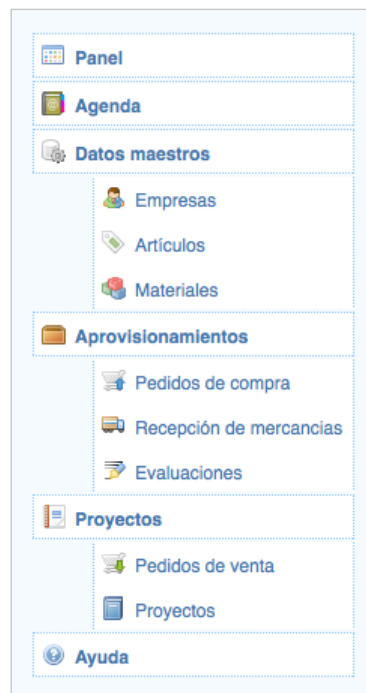 Panel
Agenda
Datos maestros
Empresas
Artículos
Materiales
Aprovisionamientos
Pedidos de compra
Recepción de mercancias
Evaluaciones
Proyectos
Pedidos de venta
Proyectos
Ayuda